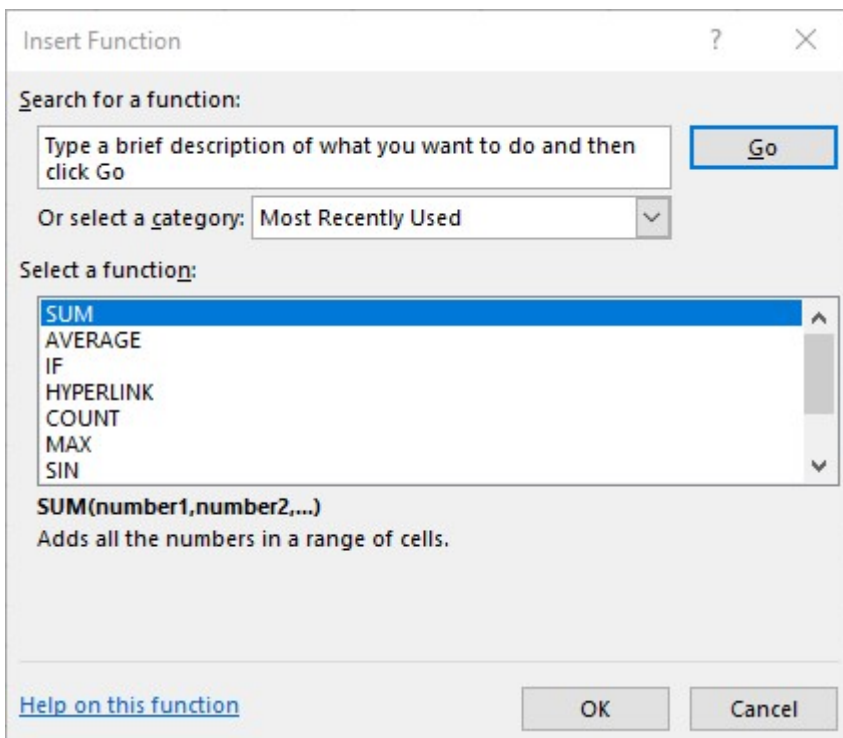 Insert Function
?
Search for a function:
Type a brief description of what you want to do and then
click Go
Go
Or select a category: Most Recently Used
Select a function:
SUM
AVERAGE
IF
HYPERLINK
COUNT
MAX
SIN
SUM(number1,number2,...)
Adds all the numbers in a range of cells.
Help on this function
OK
Cancel